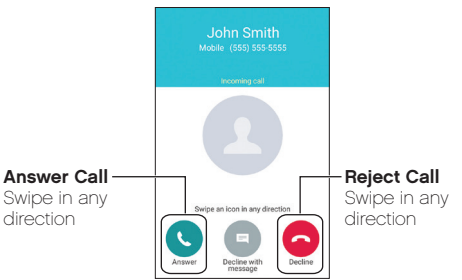 John Smith
Mobile (555) 555-5555
Incoming call
Answer Call
Swipe in any
direction
Reject Call
Swipe in any
direction
Swipe an icon in any direction
Answer
Decline with
message
Decline